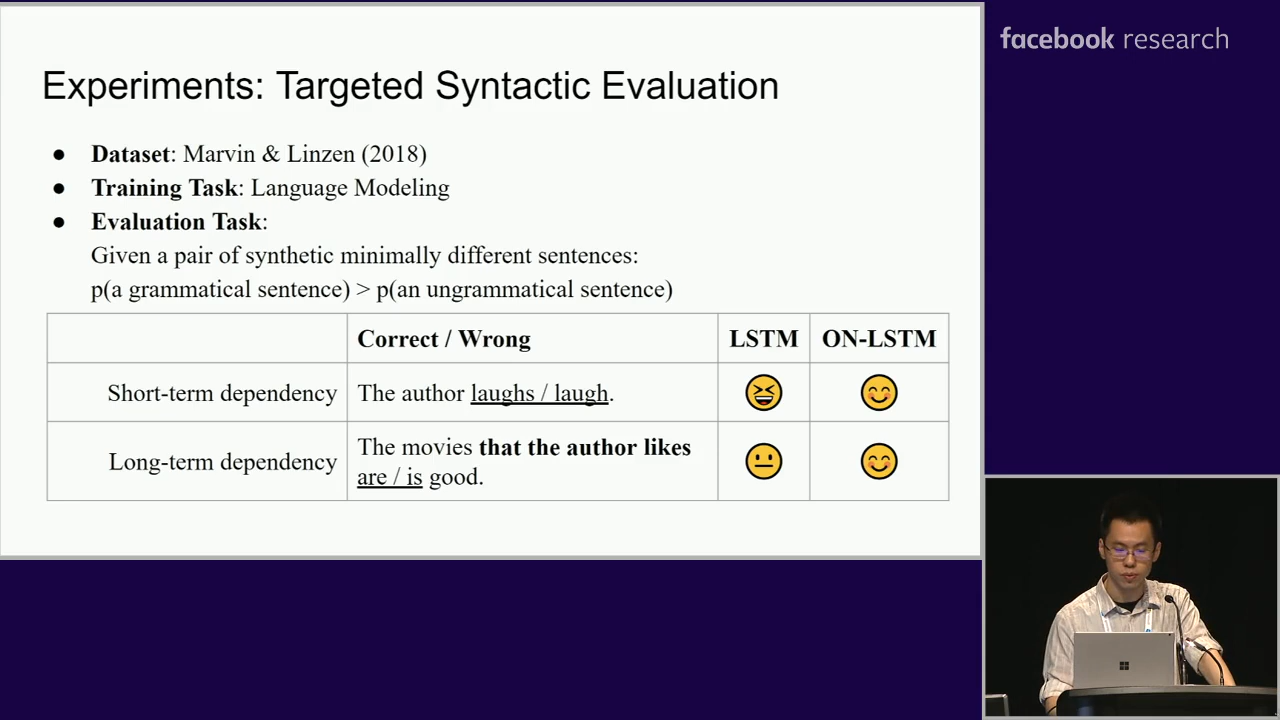 facebook research
Experiments: Targeted Syntactic Evaluation
● Dataset: Marvin & Linzen (2018)
● Training Task: Language Modeling
● Evaluation Task:
Given a pair of synthetic minimally different sentences:
p(a grammatical sentence) > p(an ungrammatical sentence)
Correct / Wrong LSTM ON-LSTM
Short-term dependency The author laughs / laugh.
Long-term dependency The movies that the author likes
are / is good.